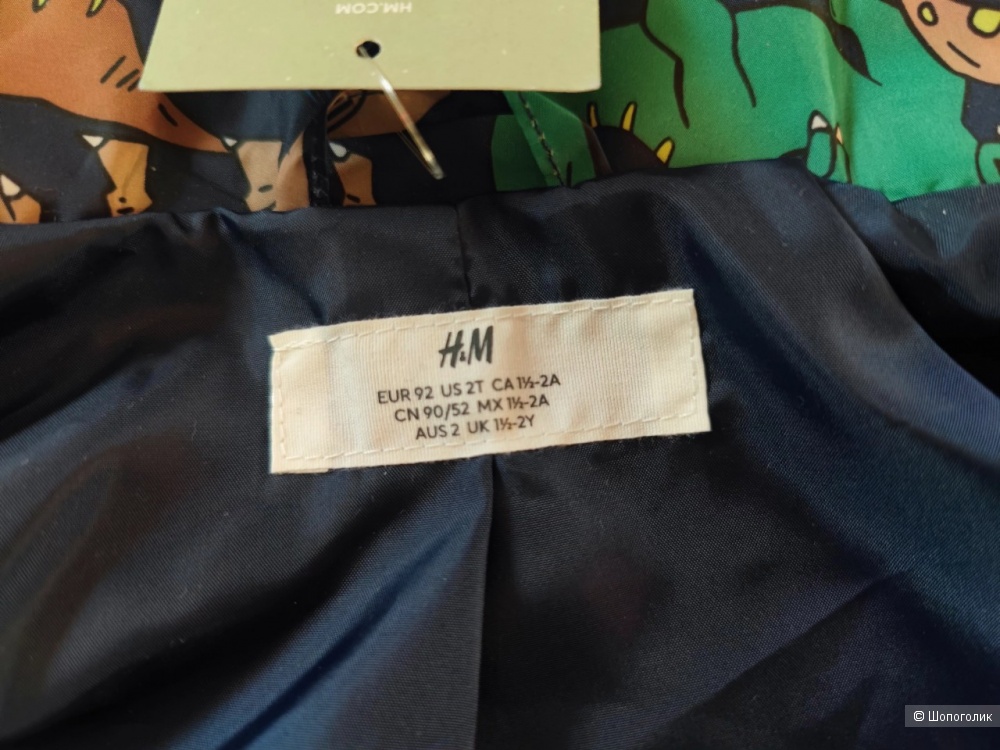 HM.COM
H&M
EUR 92 US 2T CA 1½-2A
CN 90/52 MX 1½-2A
AUS 2 UK 1½-2Y
© Шопоголик